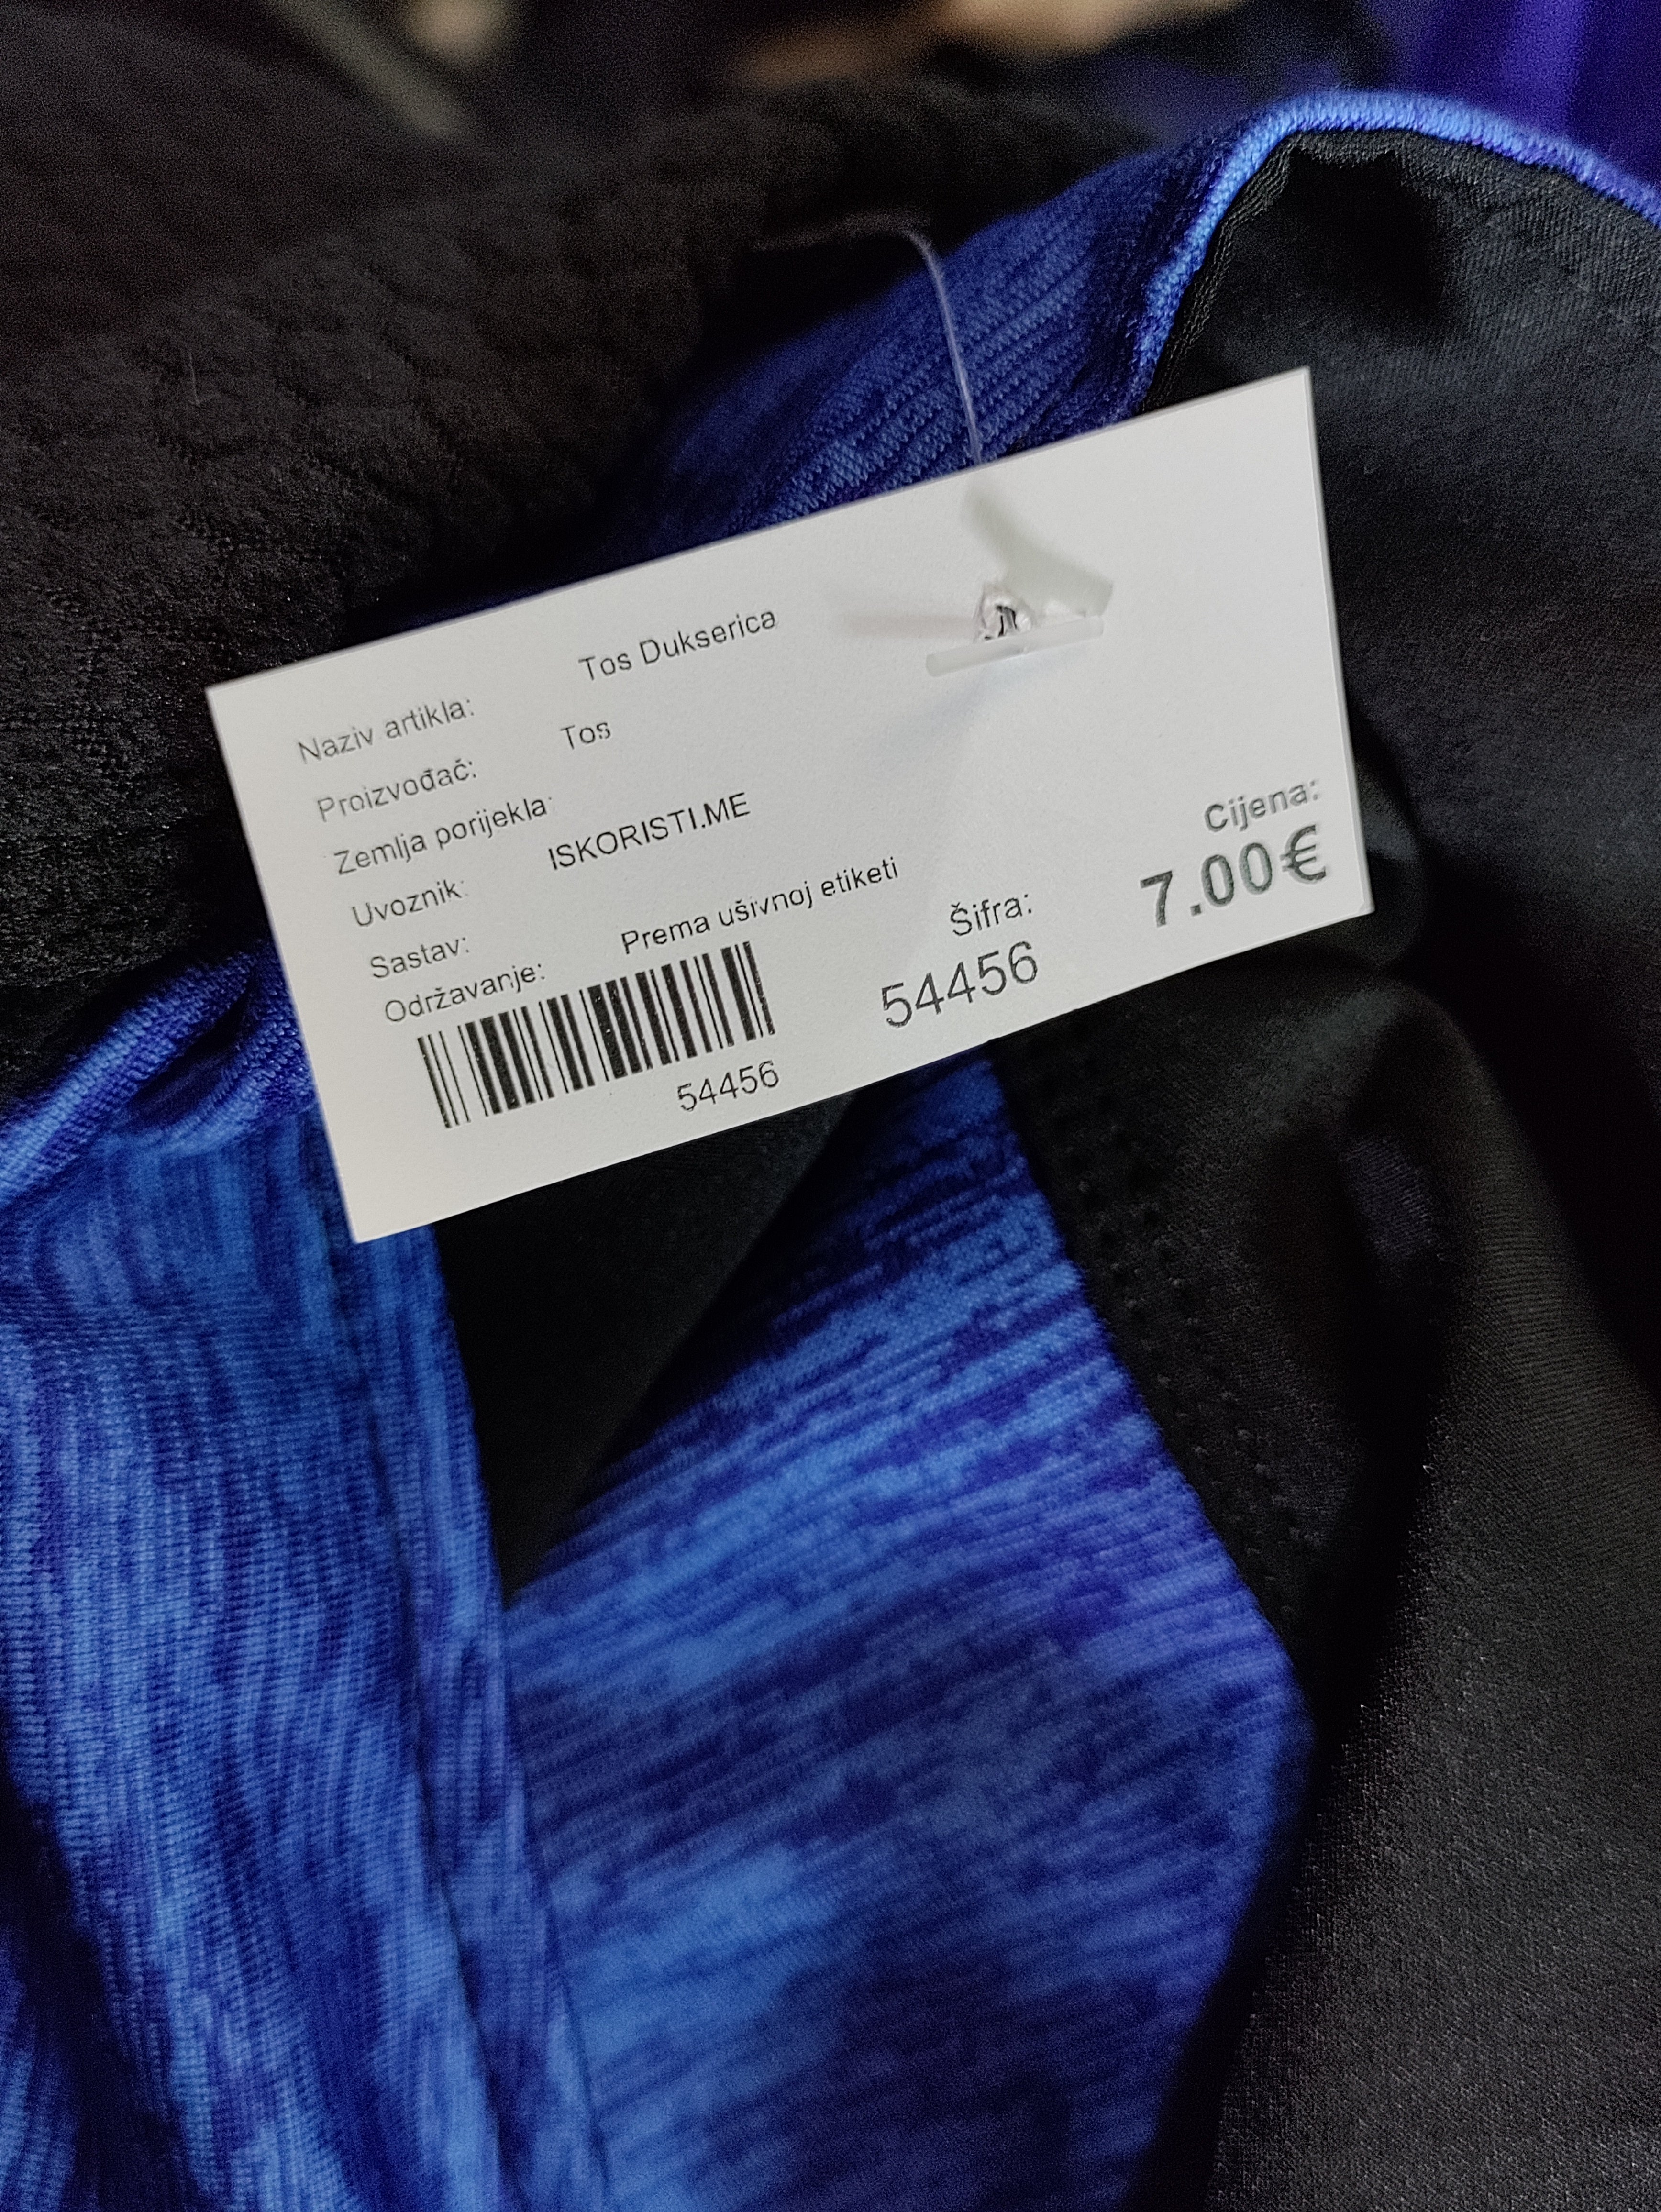 Naziv artikla: Tos Dukserica
Proizvođač: Tos
Zemlja porijekla:
Uvoznik: ISKORISTI.ME
Sastav:
Održavanje: Prema ušivnoj etiketi
54456
Šifra:
54456
Cijena:
7.00€